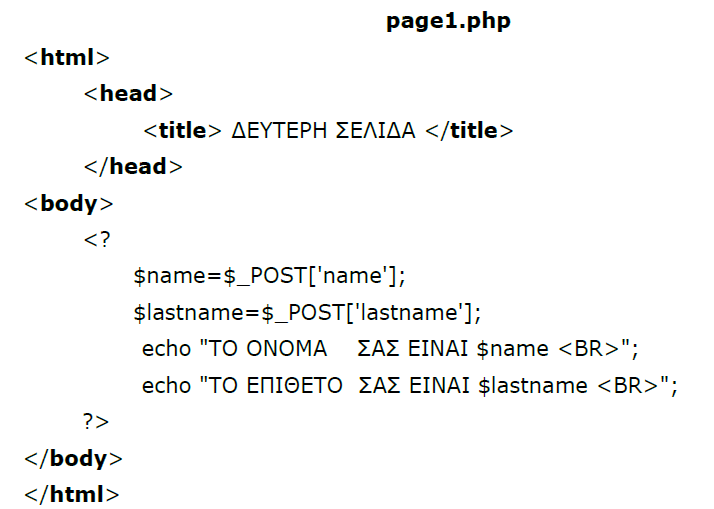 page1.php
<html>
<head>
<title> ΔΕΥΤΕΡΗ ΣΕΛΙΔΑ </title>
</head>
<body>
<?
$name=$_POST['name'];
$lastname=$_POST['lastname'];
echo "ΤΟ ΟΝΟΜΑ    ΣΑΣ ΕΙΝΑΙ $name <BR>";
echo "ΤΟ ΕΠΙΘΕΤΟ  ΣΑΣ ΕΙΝΑΙ $lastname <BR>";
?>
</body>
</html>